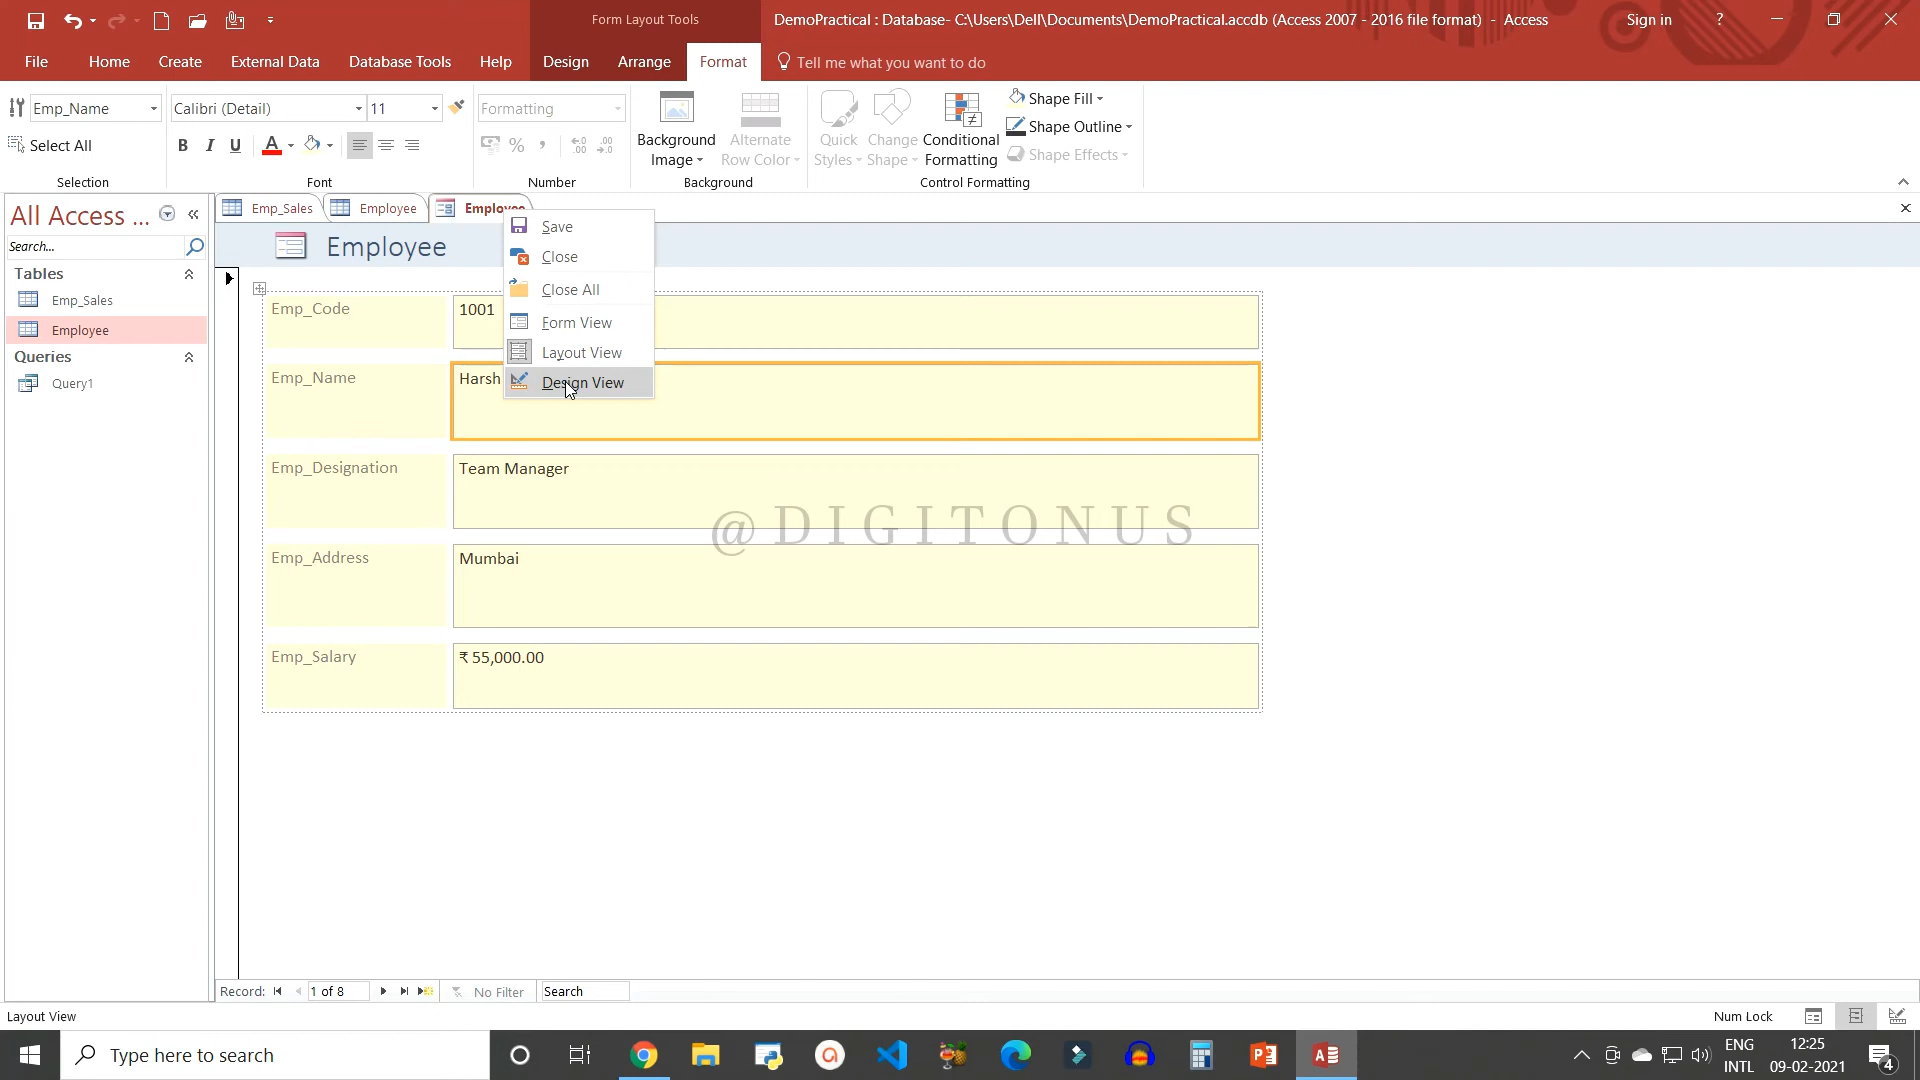 Form Layout Tools
DemoPractical : Database- C:\Users\Dell\Documents\DemoPractical.accdb (Access 2007 - 2016 file format) - Access
Sign in
?
File
Home
Create
External Data
Database Tools
Help
Design
Arrange
Format
Tell me what you want to do
Emp_Name
Calibri (Detail)
11
Formatting
Select All
B I U
A
%
Background Image
Alternate Row Color
Quick Styles
Change Shape
Conditional Formatting
Shape Fill
Shape Outline
Shape Effects
Selection
Font
Number
Background
Control Formatting
All Access ...
Search...
Tables
Emp_Sales
Employee
Queries
Query1
Emp_Sales
Employee
Employee
Employee
Save
Close
Close All
Form View
Layout View
Design View
Emp_Code
1001
Emp_Name
Harsh
Emp_Designation
Team Manager
Emp_Address
Mumbai
Emp_Salary
₹ 55,000.00
@DIGITONUS
Record:
1 of 8
No Filter
Search
Layout View
Num Lock
Type here to search
ENG
INTL
12:25
09-02-2021
4